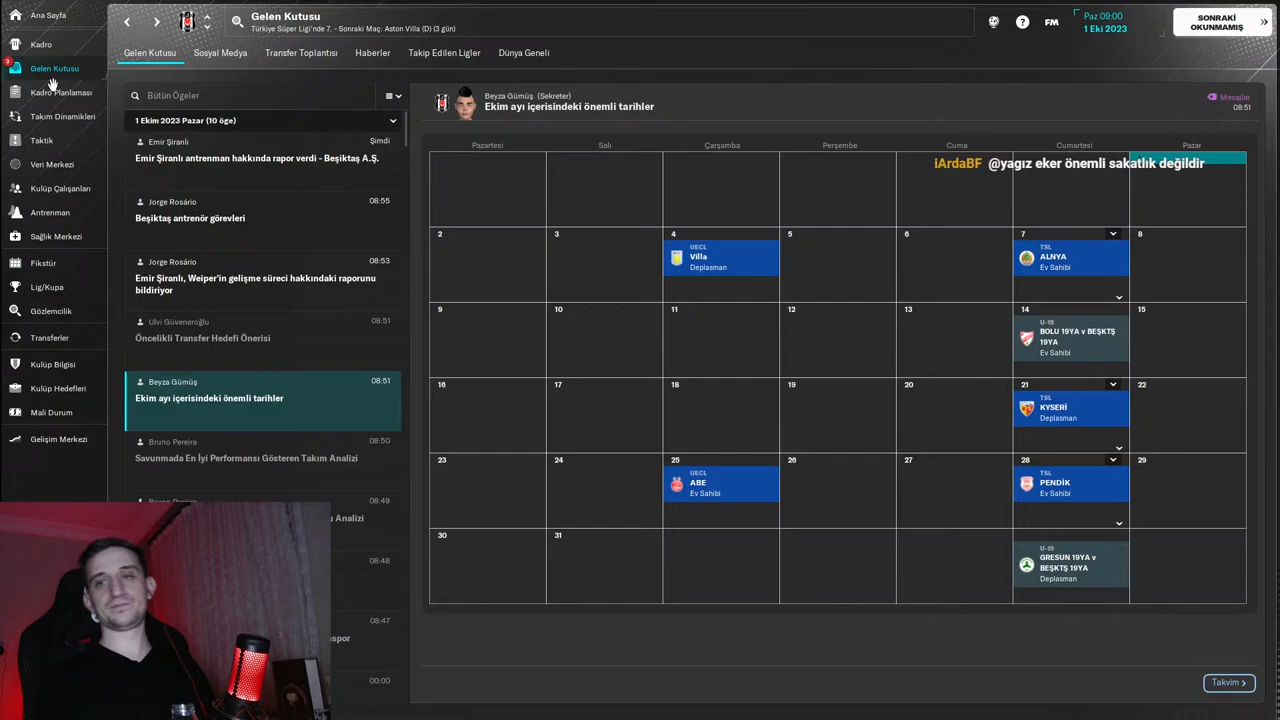 Ana Sayfa
Kadro
3
Gelen Kutusu
Kadro Planlaması
Takım Dinamikleri
Taktik
Veri Merkezi
Kulüp Çalışanları
Antrenman
Sağlık Merkezi
Fikstür
Lig/Kupa
Gözlemcilik
Transferler
Kulüp Bilgisi
Kulüp Hedefleri
Mali Durum
Gelişim Merkezi
Gelen Kutusu
Türkiye Süper Ligi'nde 7. - Sonraki Maç: Aston Villa (D) (3 gün)
FM
Paz 09:00
1 Eki 2023
SONRAKİ
OKUNMAMIŞ
Gelen Kutusu
Sosyal Medya
Transfer Toplantısı
Haberler
Takip Edilen Ligler
Dünya Geneli
Bütün Ögeler
1 Ekim 2023 Pazar (10 öge)
Emir Şiranlı Şimdi
Emir Şiranlı antrenman hakkında rapor verdi - Beşiktaş A.Ş.
Jorge Rosário 08:55
Beşiktaş antrenör görevleri
Jorge Rosário 08:53
Emir Şiranlı, Weiper'in gelişme süreci hakkındaki raporunu
bildiriyor
Ulvi Güveneroğlu 08:51
Öncelikli Transfer Hedefi Önerisi
Beyza Gümüş 08:51
Ekim ayı içerisindeki önemli tarihler
Bruno Pereira 08:50
Savunmada En İyi Performansı Gösteren Takım Analizi
Bruno Pereira 08:49
Analizi
08:48
08:47
00:00
Beyza Gümüş (Sekreter)
Ekim ayı içerisindeki önemli tarihler
Mesajlar
08:51
Pazartesi Salı Çarşamba Perşembe Cuma Cumartesi Pazar
iArdaBF @yagız eker önemli sakatlık değildir
2 3 4 5 6 7 8
UECL
Villa
Deplasman
TSL
ALNYA
Ev Sahibi
9 10 11 12 13 14 15
U-19
BOLU 19YA v BEŞKTŞ
19YA
Ev Sahibi
16 17 18 19 20 21 22
TSL
KYSERİ
Deplasman
23 24 25 26 27 28 29
UECL
ABE
Ev Sahibi
TSL
PENDİK
Ev Sahibi
30 31
U-19
GRESUN 19YA v
BEŞKTŞ 19YA
Deplasman
Takvim